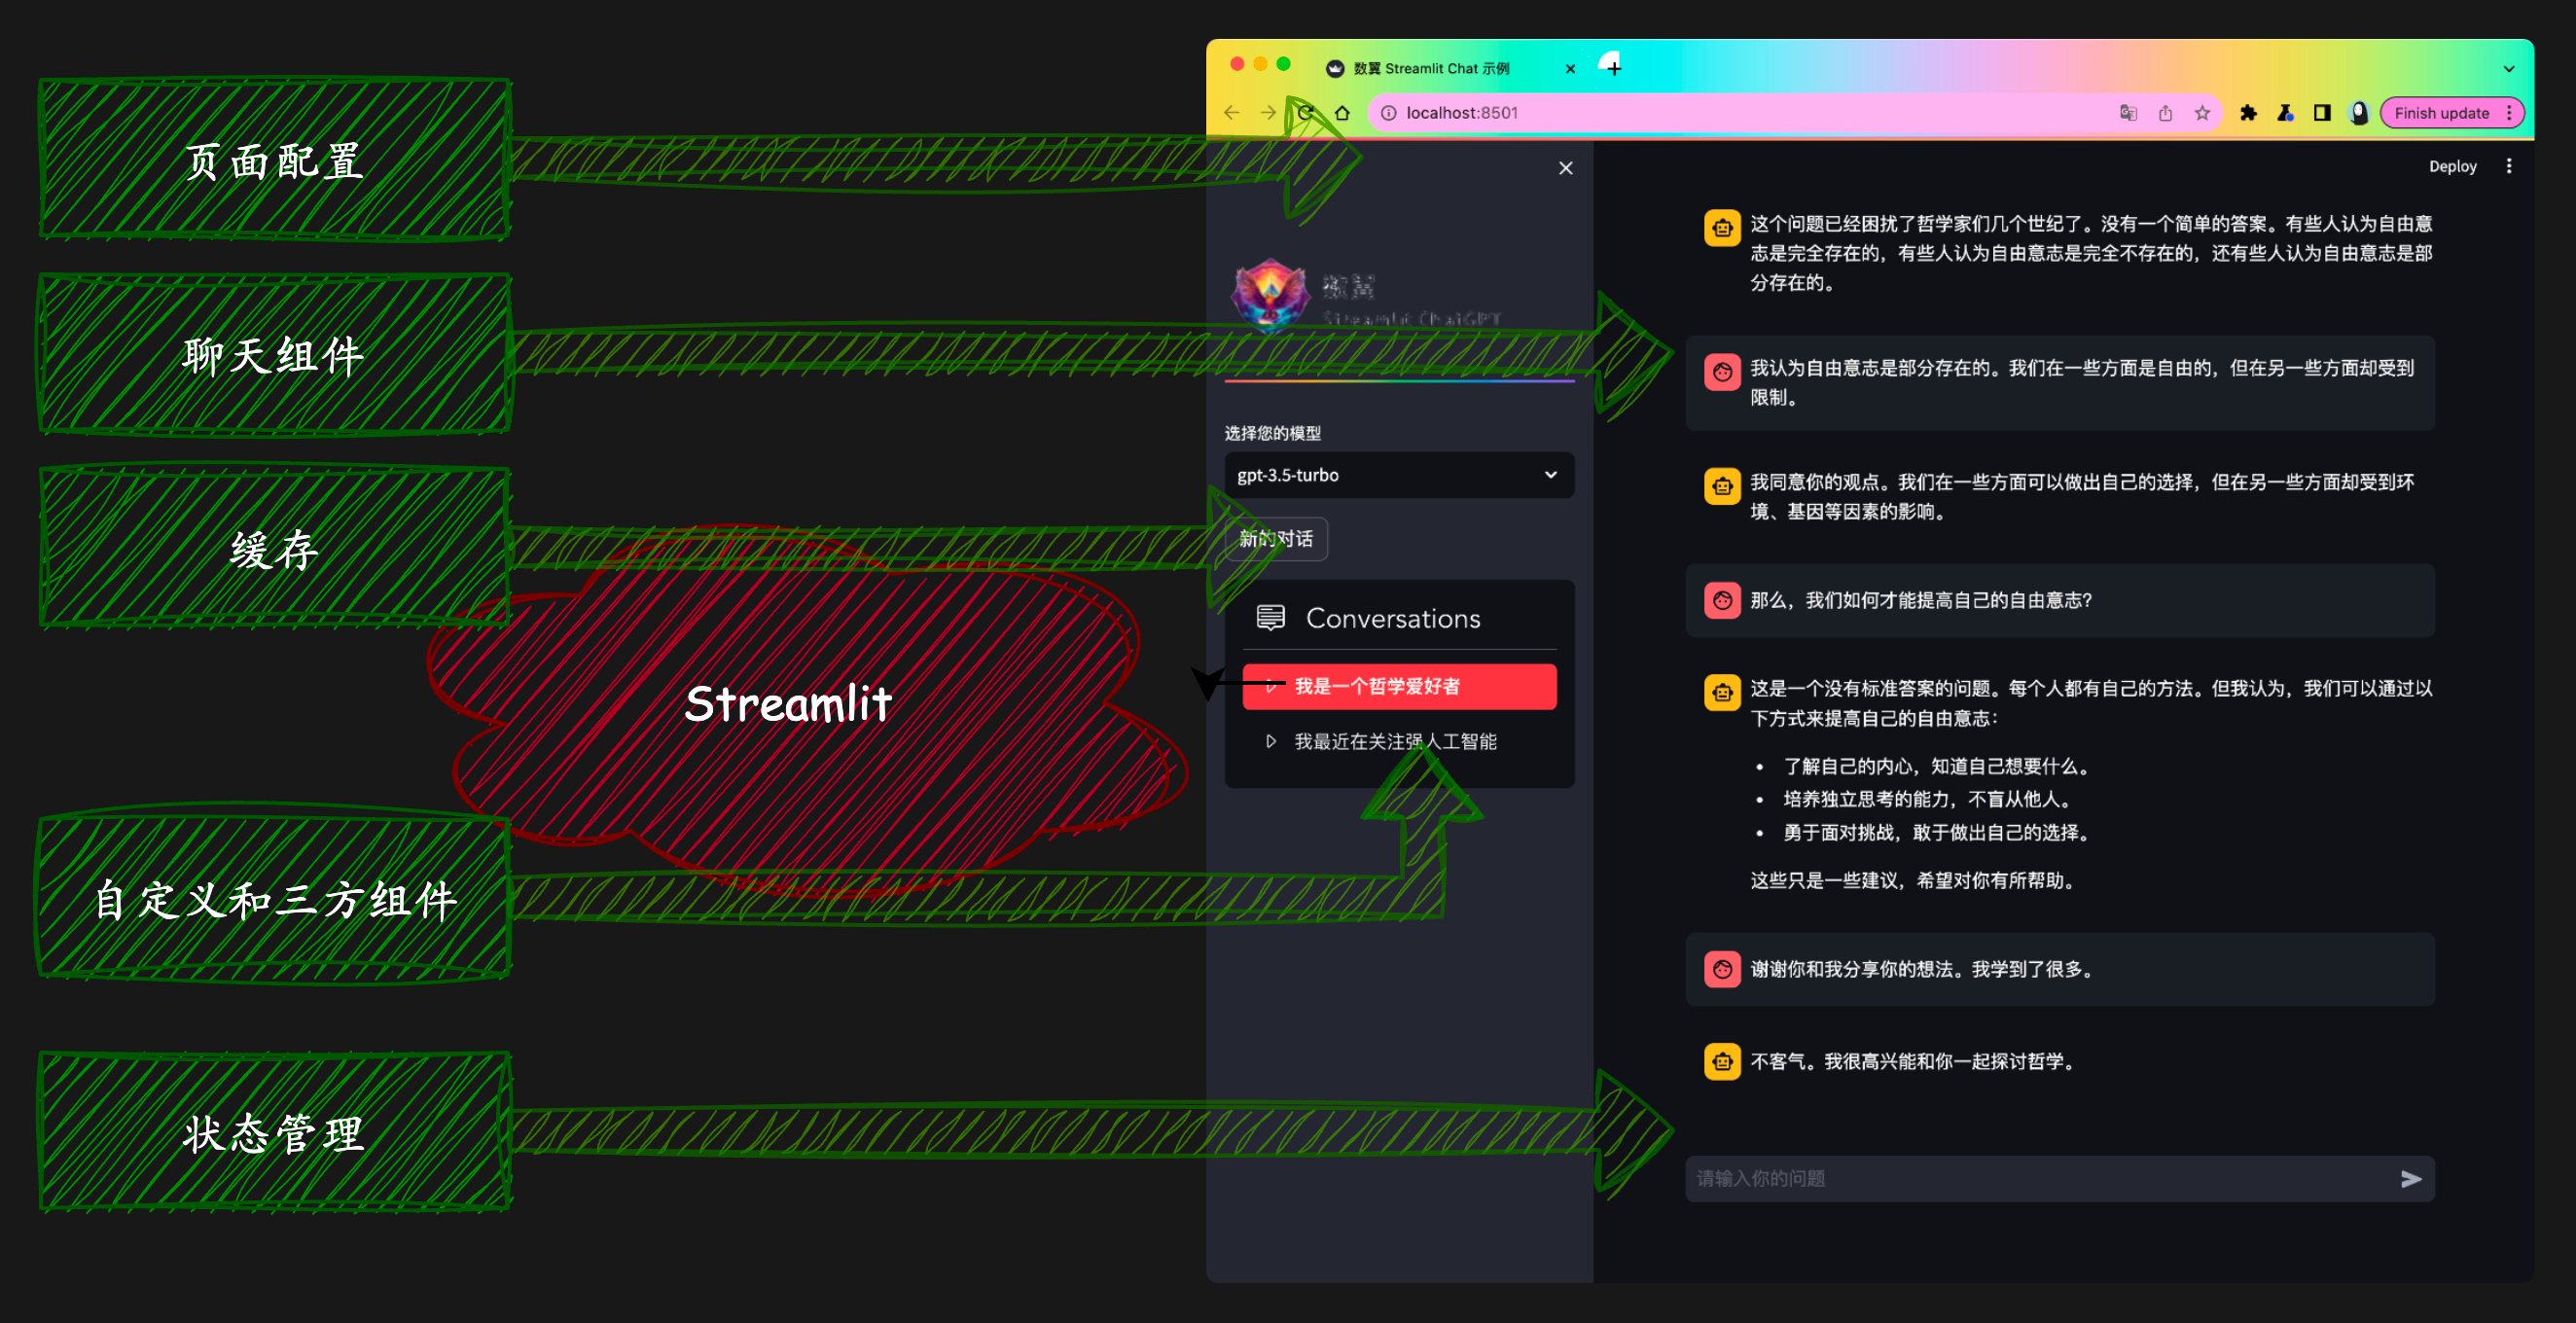 页面配置
聊天组件
缓存
Streamlit
自定义和三方组件
状态管理
数翼 Streamlit Chat 示例
localhost:8501
Finish update
数翼
Streamlit ChatGPT
选择您的模型
gpt-3.5-turbo
新的对话
Conversations
我是一个哲学爱好者
我最近在关注强人工智能
Deploy
这个问题已经困扰了哲学家们几个世纪了。没有一个简单的答案。有些人认为自由意
志是完全存在的，有些人认为自由意志是完全不存在的，还有些人认为自由意志是部
分存在的。
我认为自由意志是部分存在的。我们在一些方面是自由的，但在另一些方面却受到
限制。
我同意你的观点。我们在一些方面可以做出自己的选择，但在另一些方面却受到环
境、基因等因素的影响。
那么，我们如何才能提高自己的自由意志？
这是一个没有标准答案的问题。每个人都有自己的方法。但我认为，我们可以通过以
下方式来提高自己的自由意志：
• 了解自己的内心，知道自己想要什么。
• 培养独立思考的能力，不盲从他人。
• 勇于面对挑战，敢于做出自己的选择。
这些只是一些建议，希望对你有所帮助。
谢谢你和我分享你的想法。我学到了很多。
不客气。我很高兴能和你一起探讨哲学。
请输入你的问题